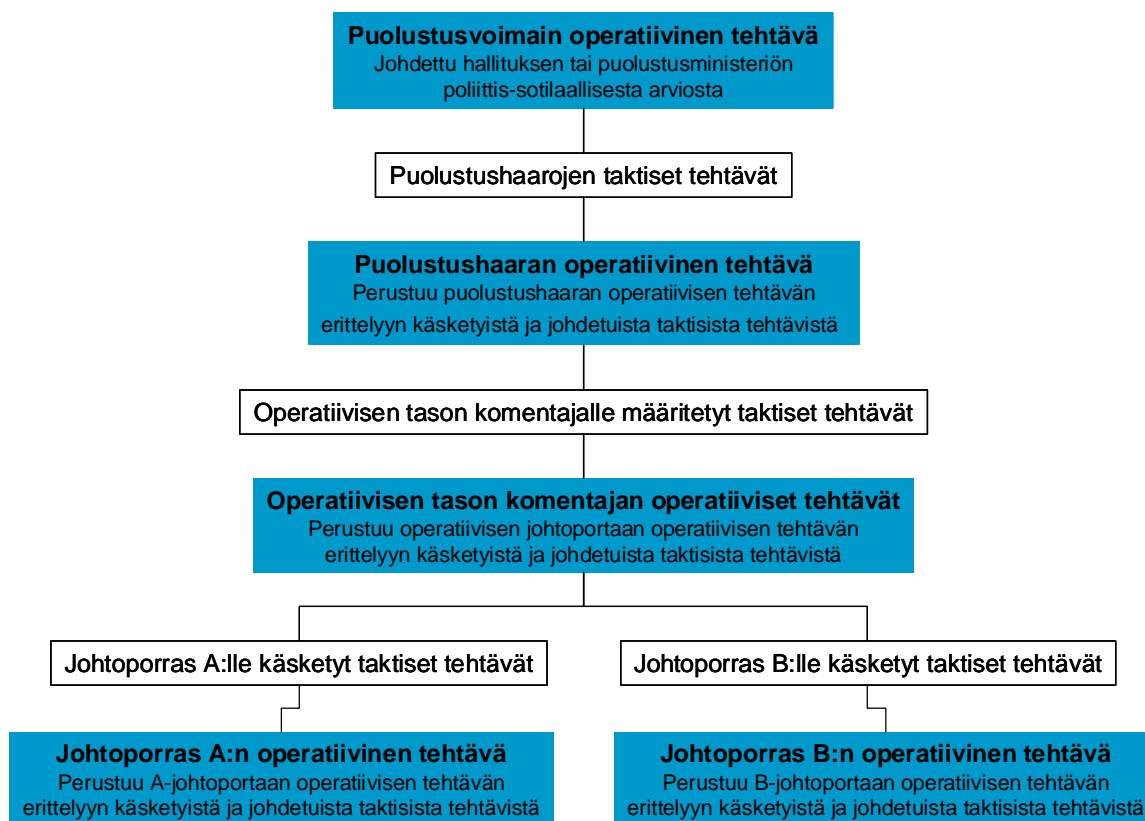 Puolustusvoimain operatiivinen tehtävä
Johdettu hallituksen tai puolustusministeriön
poliittis-sotilaallisesta arviosta
Puolustushaarojen taktiset tehtävät
Puolustushaaran operatiivinen tehtävä
Perustuu puolustushaaran operatiivisen tehtävän
erittelyyn käsketyistä ja johdetuista taktisista tehtävistä
Operatiivisen tason komentajalle määritetyt taktiset tehtävät
Operatiivisen tason komentajan operatiiviset tehtävät
Perustuu operatiivisen johtoportaan operatiivisen tehtävän
erittelyyn käsketyistä ja johdetuista taktisista tehtävistä
Johtoporras A:lle käsketyt taktiset tehtävät
Johtoporras B:lle käsketyt taktiset tehtävät
Johtoporras A:n operatiivinen tehtävä
Perustuu A-johtoportaan operatiivisen tehtävän
erittelyyn käsketyistä ja johdetuista taktisista tehtävistä
Johtoporras B:n operatiivinen tehtävä
Perustuu B-johtoportaan operatiivisen tehtävän
erittelyyn käsketyistä ja johdetuista taktisista tehtävistä